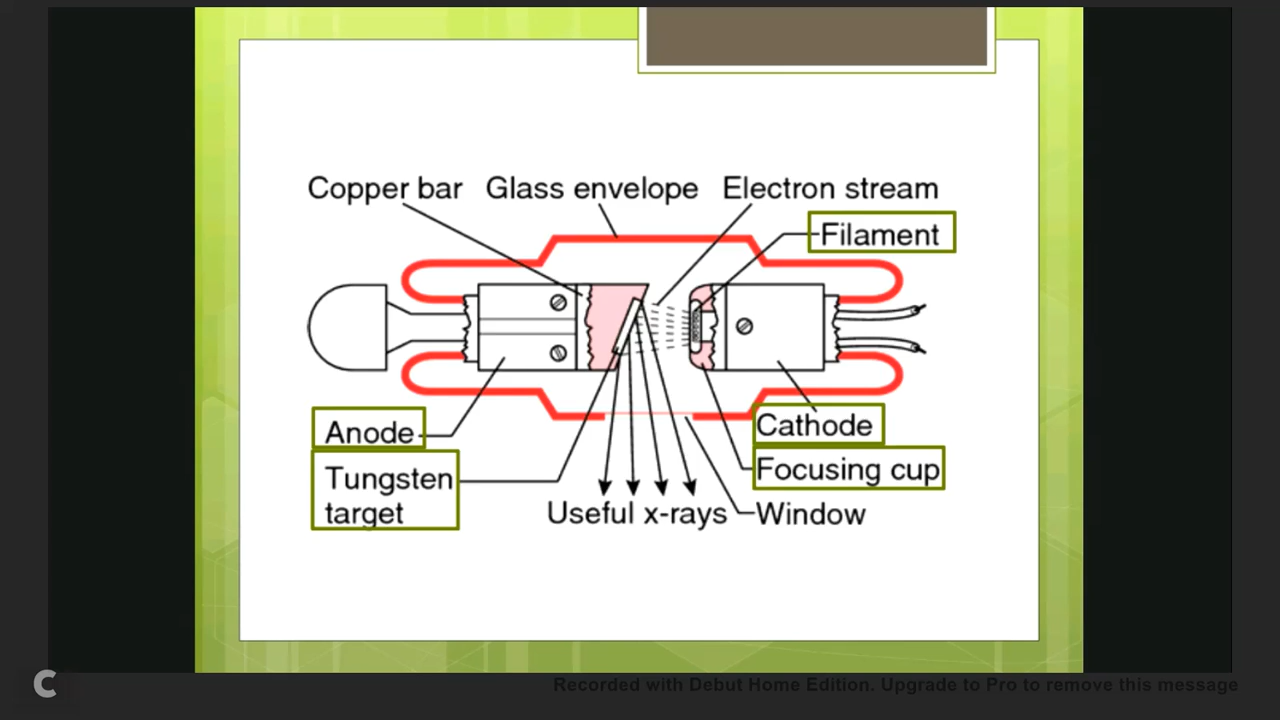 Copper bar Glass envelope Electron stream
Filament
Anode
Cathode
Tungsten
target
Focusing cup
Useful x-rays
Window
C
Recorded with Debut Home Edition. Upgrade to Pro to remove this message